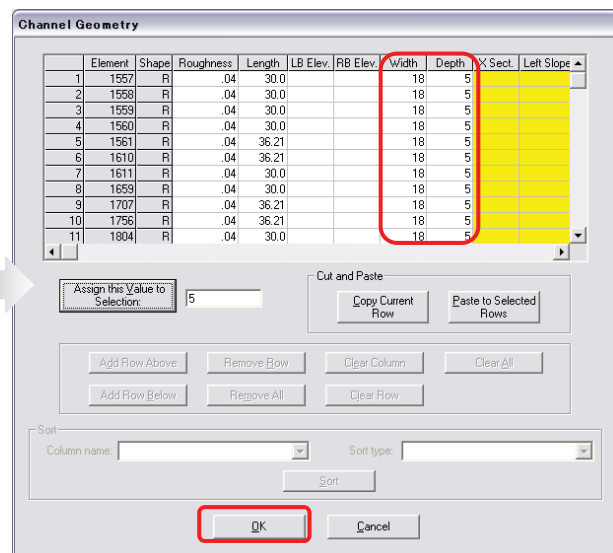 Channel Geometry
Element Shape Roughness Length LB Elev. RB Elev. Width Depth X Sect. Left Slope
1 1557 R .04 30.0 18 5
2 1558 R .04 30.0 18 5
3 1559 R .04 30.0 18 5
4 1560 R .04 30.0 18 5
5 1561 R .04 36.21 18 5
6 1610 R .04 36.21 18 5
7 1611 R .04 30.0 18 5
8 1659 R .04 30.0 18 5
9 1707 R .04 36.21 18 5
10 1756 R .04 36.21 18 5
11 1804 R .04 30.0 18 5
Assign this Value to
Selection:
5
Cut and Paste
Copy Current
Row
Paste to Selected
Rows
Add Row Above Remove Row Clear Column Clear All
Add Row Below Remove All Clear Row
Sort
Column name: Sort type:
Sort
OK Cancel